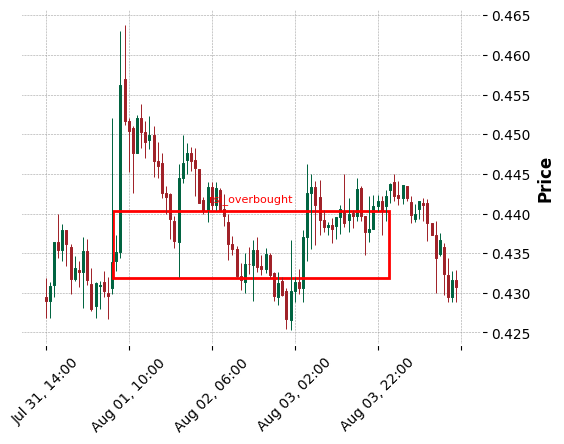 0.465
0.460
0.455
0.450
0.445
0.440
0.435
0.430
0.425
Price
_overbought
Jul 31, 14:00
Aug 01, 10:00
Aug 02, 06:00
Aug 03, 02:00
Aug 03, 22:00